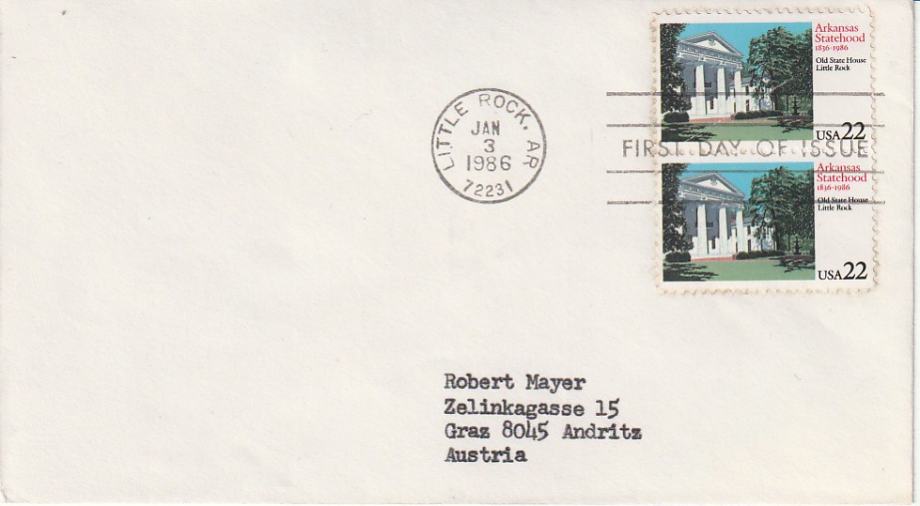 Arkansas
Statehood
1836-1986
Old State House
Little Rock
USA22
LITTLE ROCK, AR
JAN
3
1986
72231
FIRST DAY OF ISSUE
Arkansas
Statehood
1836-1986
Old State House
Little Rock
USA22
Robert Mayer
Zelinkagasse 15
Graz 8045 Andritz
Austria